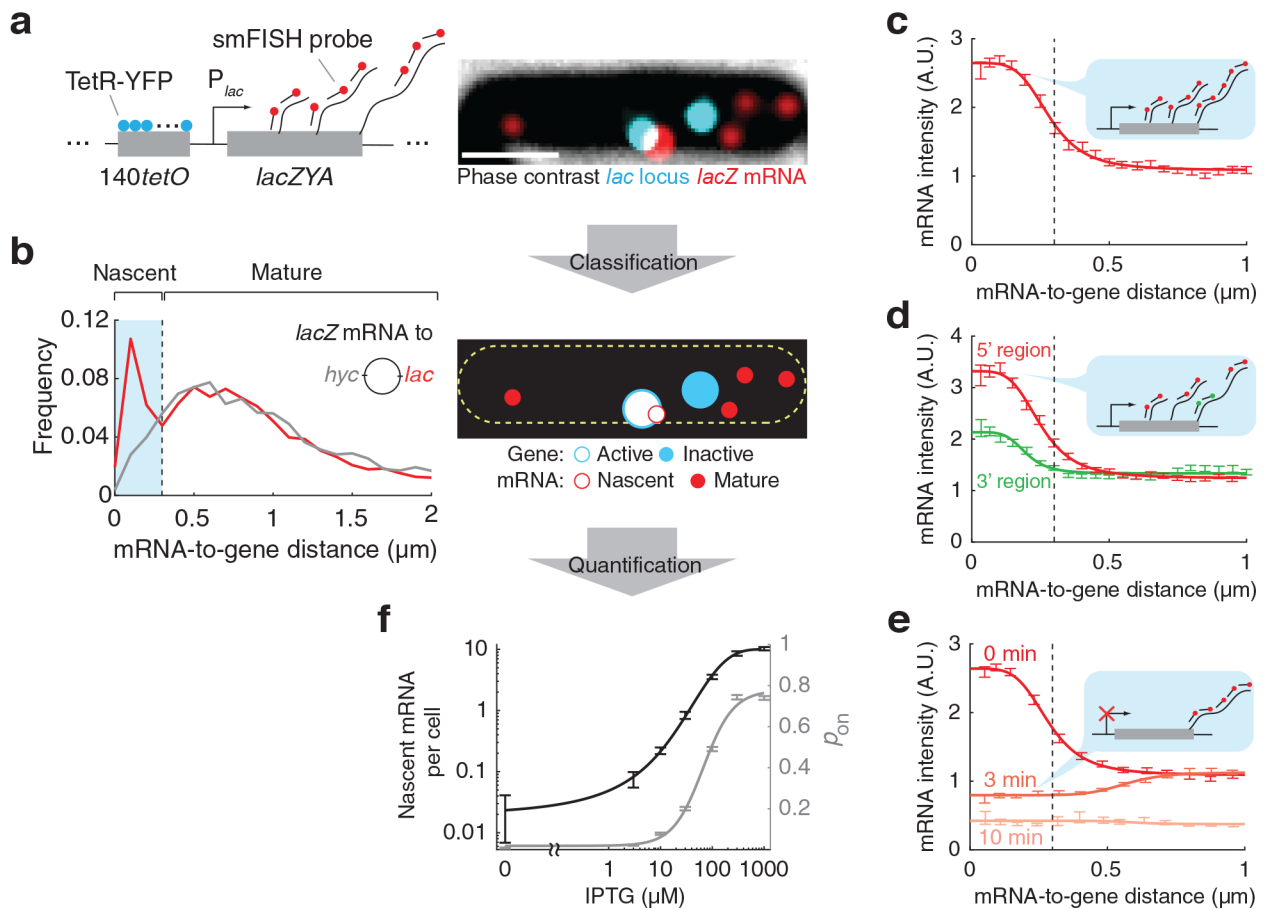 a
TetR-YFP
smFISH probe
Plac
140tetO
lacZYA
Phase contrast lac locus lacZ mRNA
Classification
b
Nascent
Mature
0.12
0.08
0.04
0
Frequency
lacZ mRNA to
hyc
lac
0
0.5
1
1.5
2
mRNA-to-gene distance (µm)
Gene: Active Inactive
mRNA: Nascent Mature
Quantification
c
3
2
1
0
mRNA intensity (A.U.)
0
0.5
1
mRNA-to-gene distance (µm)
d
4
3
2
1
0
mRNA intensity (A.U.)
5' region
3' region
0
0.5
1
mRNA-to-gene distance (µm)
e
3
2
1
0
mRNA intensity (A.U.)
0 min
3 min
10 min
0
0.5
1
mRNA-to-gene distance (µm)
f
10
1
0.1
0.01
Nascent mRNA
per cell
1
0.8
0.6
0.4
0.2
pon
0
1
10
100
1000
IPTG (µM)